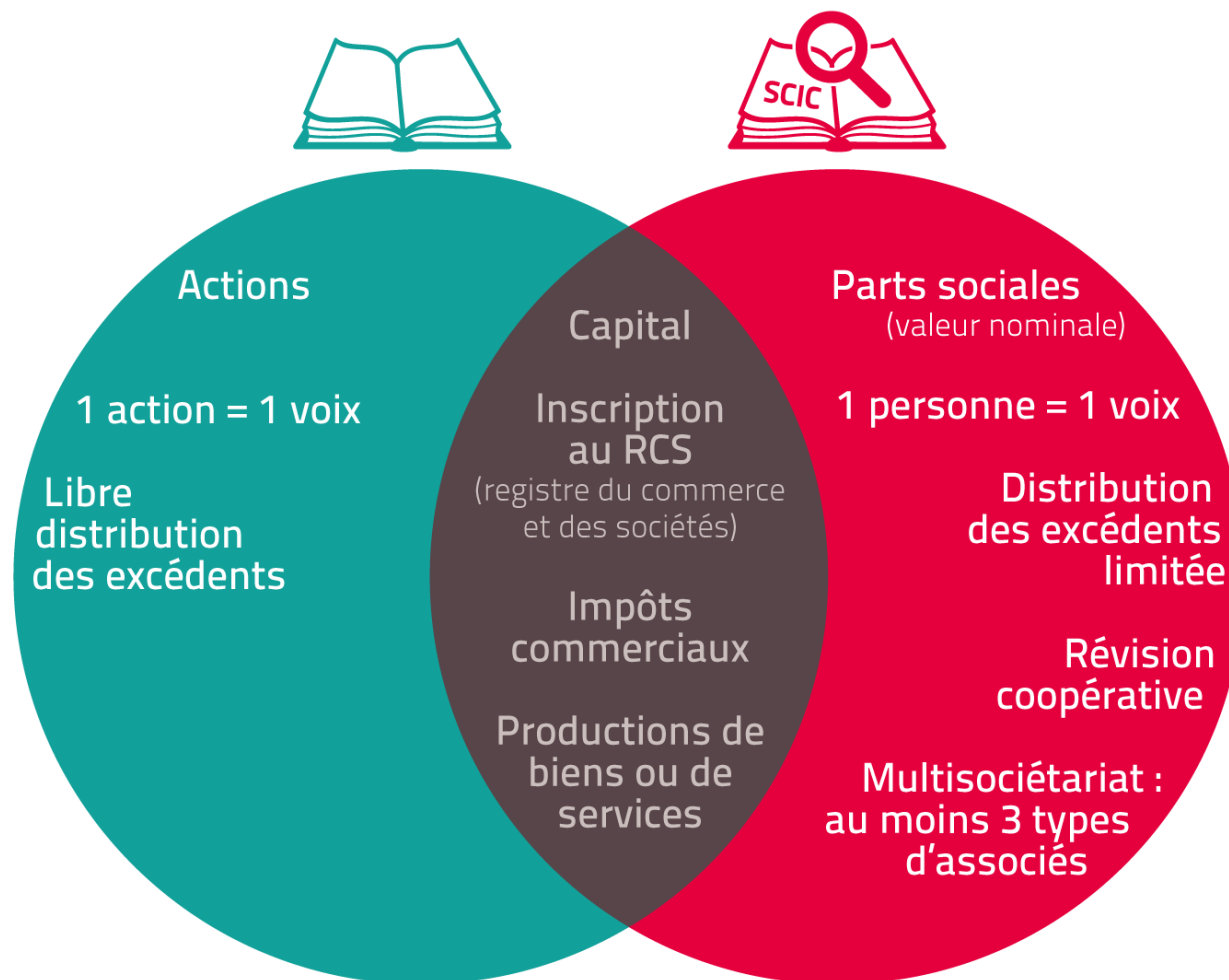 SCIC
Actions
1 action = 1 voix
Libre
distribution
des excédents
Capital
Inscription
au RCS
(registre du commerce
et des sociétés)
Impôts
commerciaux
Productions de
biens ou de
services
Parts sociales
(valeur nominale)
1 personne = 1 voix
Distribution
des excédents
limitée
Révision
coopérative
Multisociétariat :
au moins 3 types
d’associés